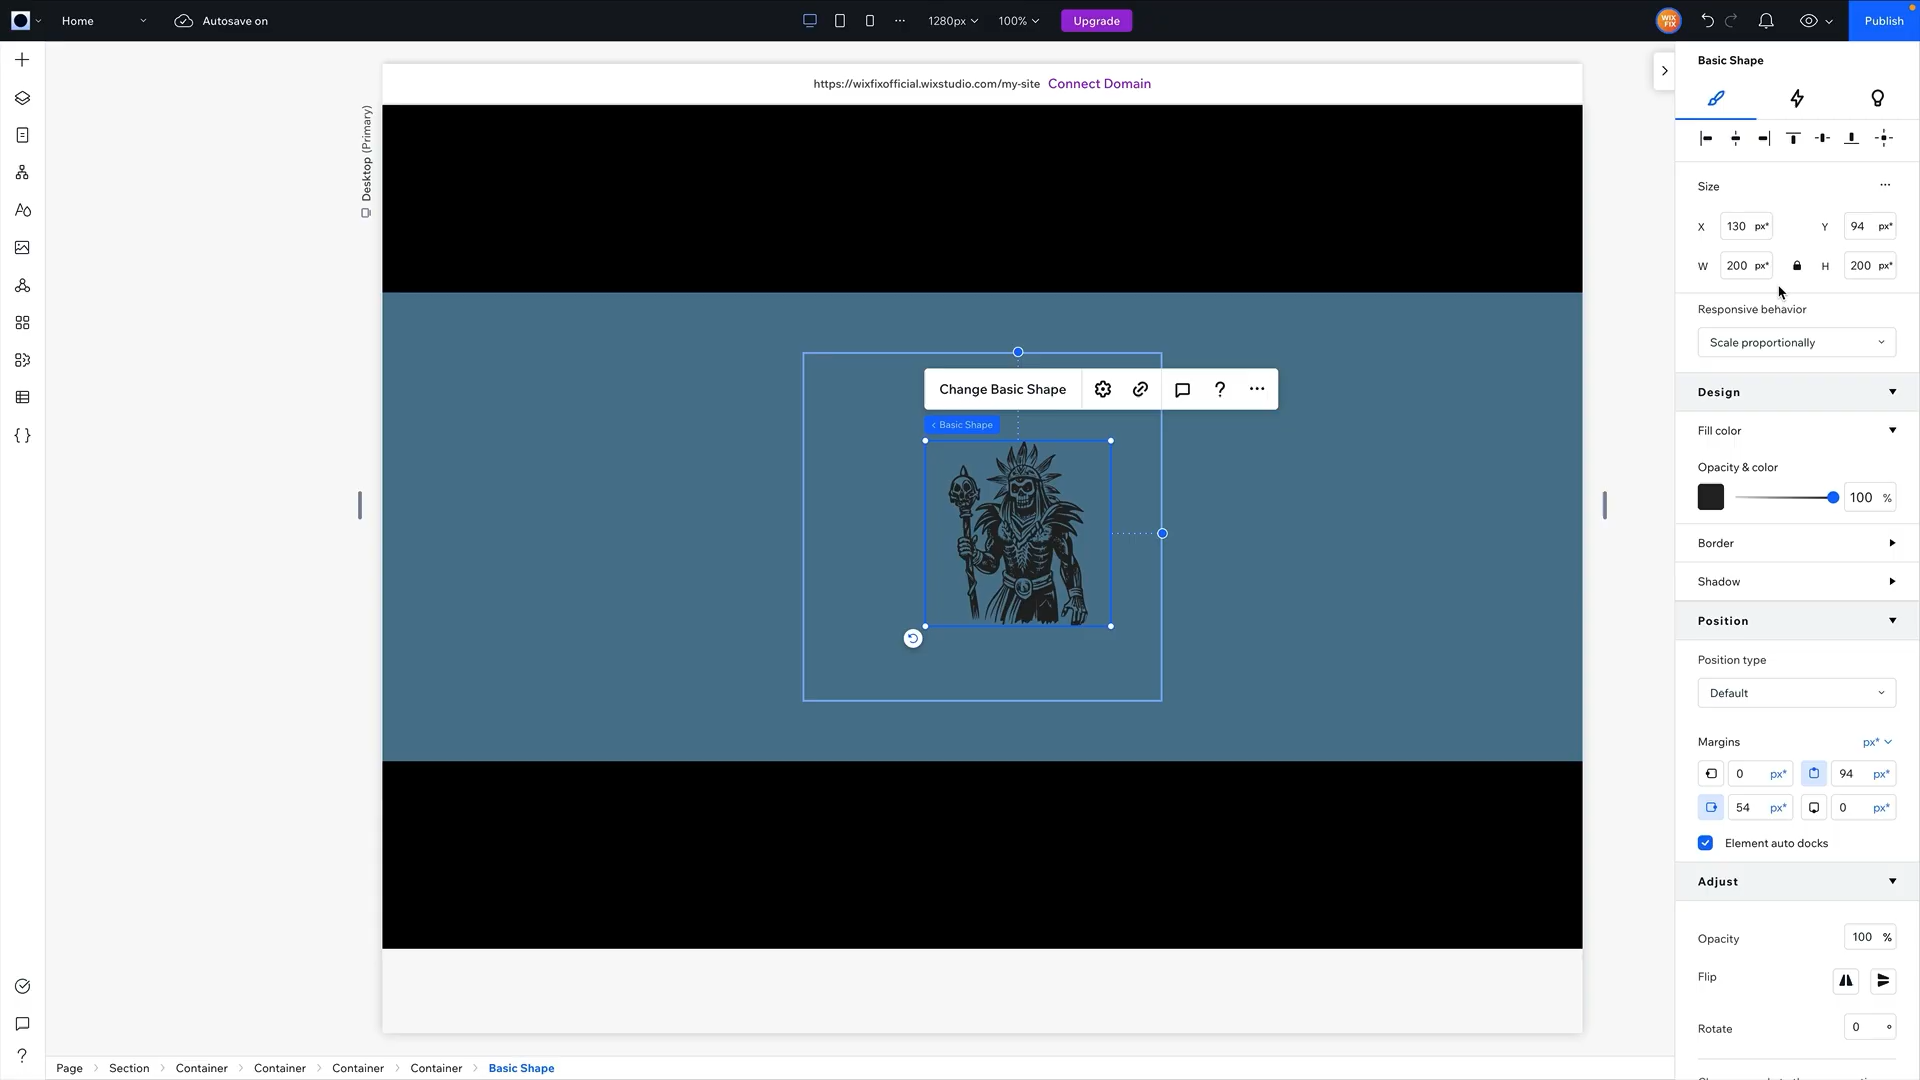 Home
Autosave on
1280px
100%
Upgrade
WIX
FIX
Publish
https://wixfixofficial.wixstudio.com/my-site Connect Domain
Desktop (Primary)
Change Basic Shape
Basic Shape
Basic Shape
Size
X 130 px*
Y 94 px*
W 200 px*
H 200 px*
Responsive behavior
Scale proportionally
Design
Fill color
Opacity & color
100 %
Border
Shadow
Position
Position type
Default
Margins px*
0 px* 94 px*
54 px* 0 px*
Element auto docks
Adjust
Opacity 100 %
Flip
Rotate 0 °
Page
Section
Container
Container
Container
Container
Basic Shape